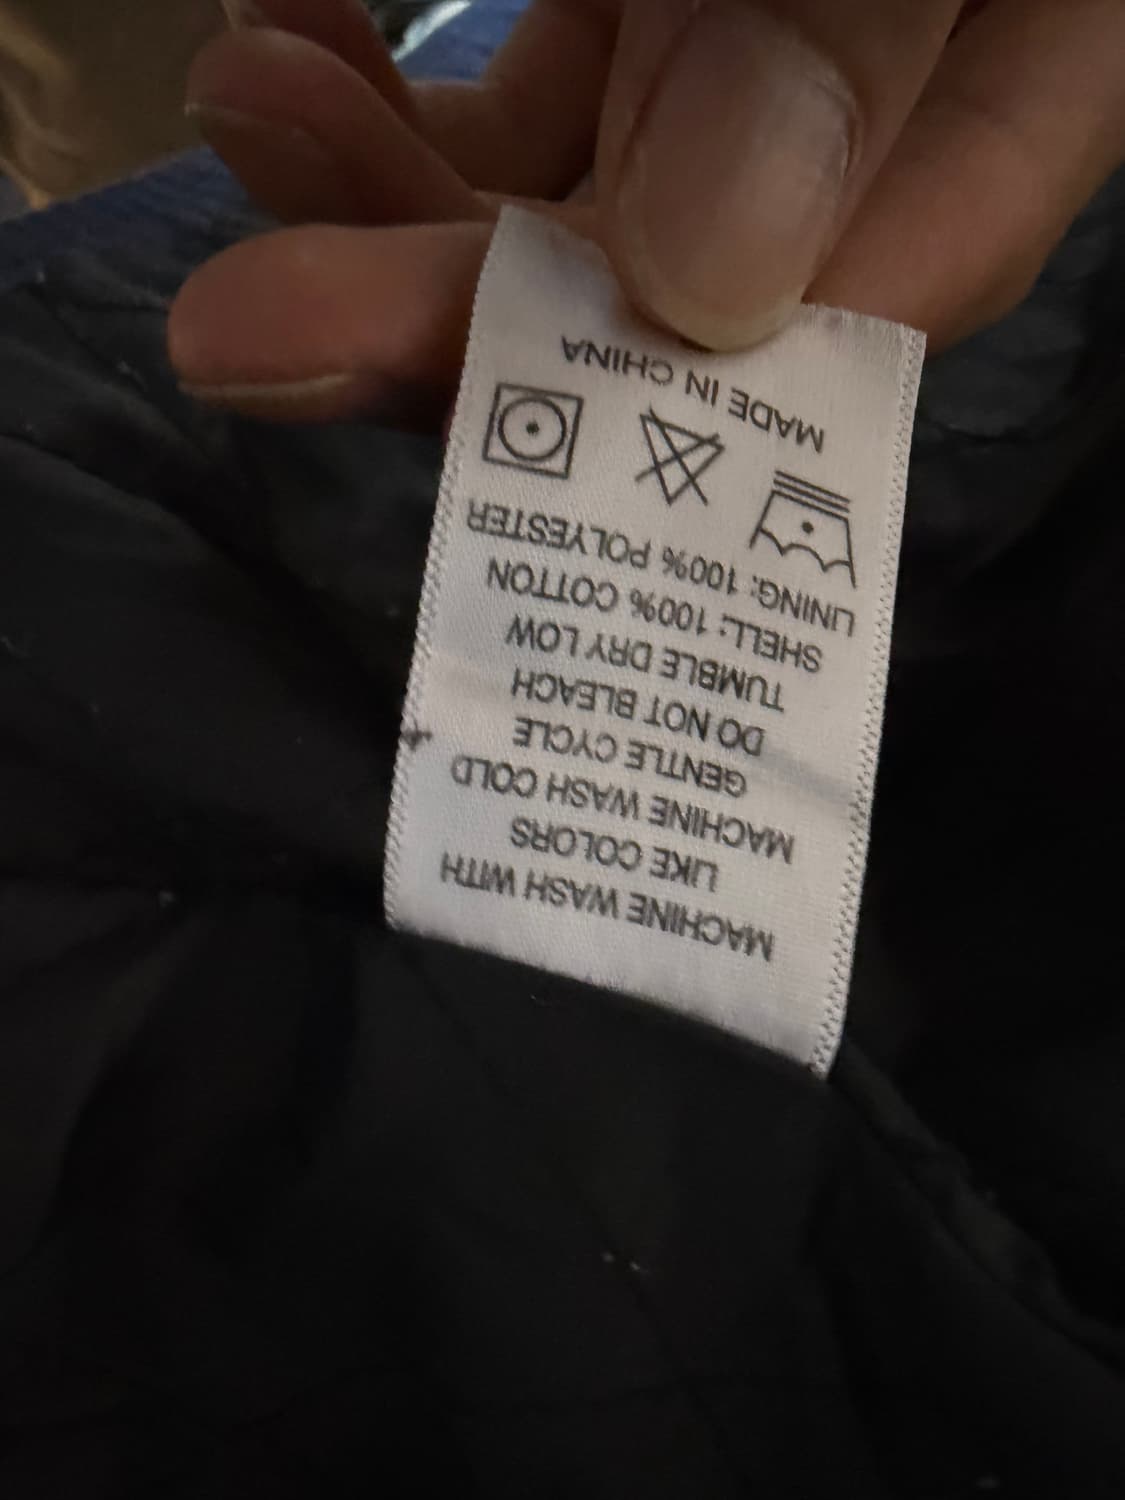 MACHINE WASH WITH
LIKE COLORS
MACHINE WASH COLD
GENTLE CYCLE
DO NOT BLEACH
TUMBLE DRY LOW
SHELL: 100% COTTON
LINING: 100% POLYESTER
MADE IN CHINA